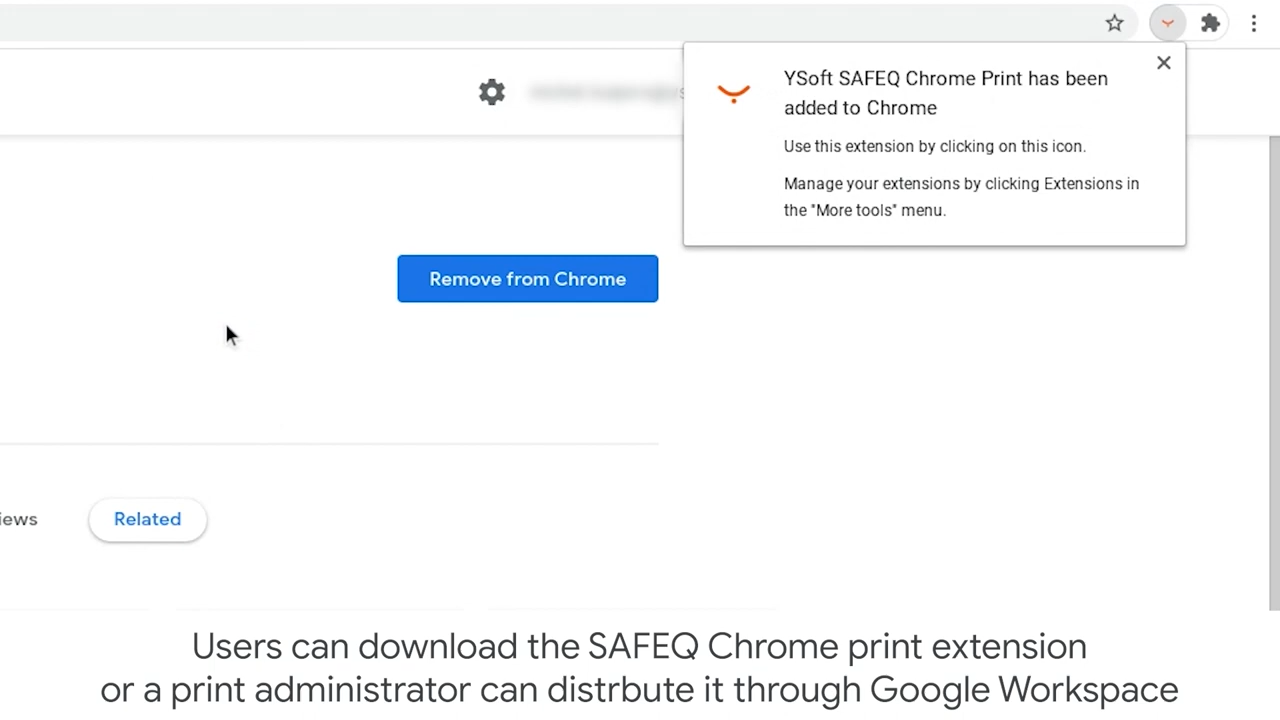 YSoft SAFEQ Chrome Print has been
added to Chrome
Use this extension by clicking on this icon.
Manage your extensions by clicking Extensions in
the "More tools" menu.
Remove from Chrome
iews
Related
Users can download the SAFEQ Chrome print extension
or a print administrator can distrbute it through Google Workspace